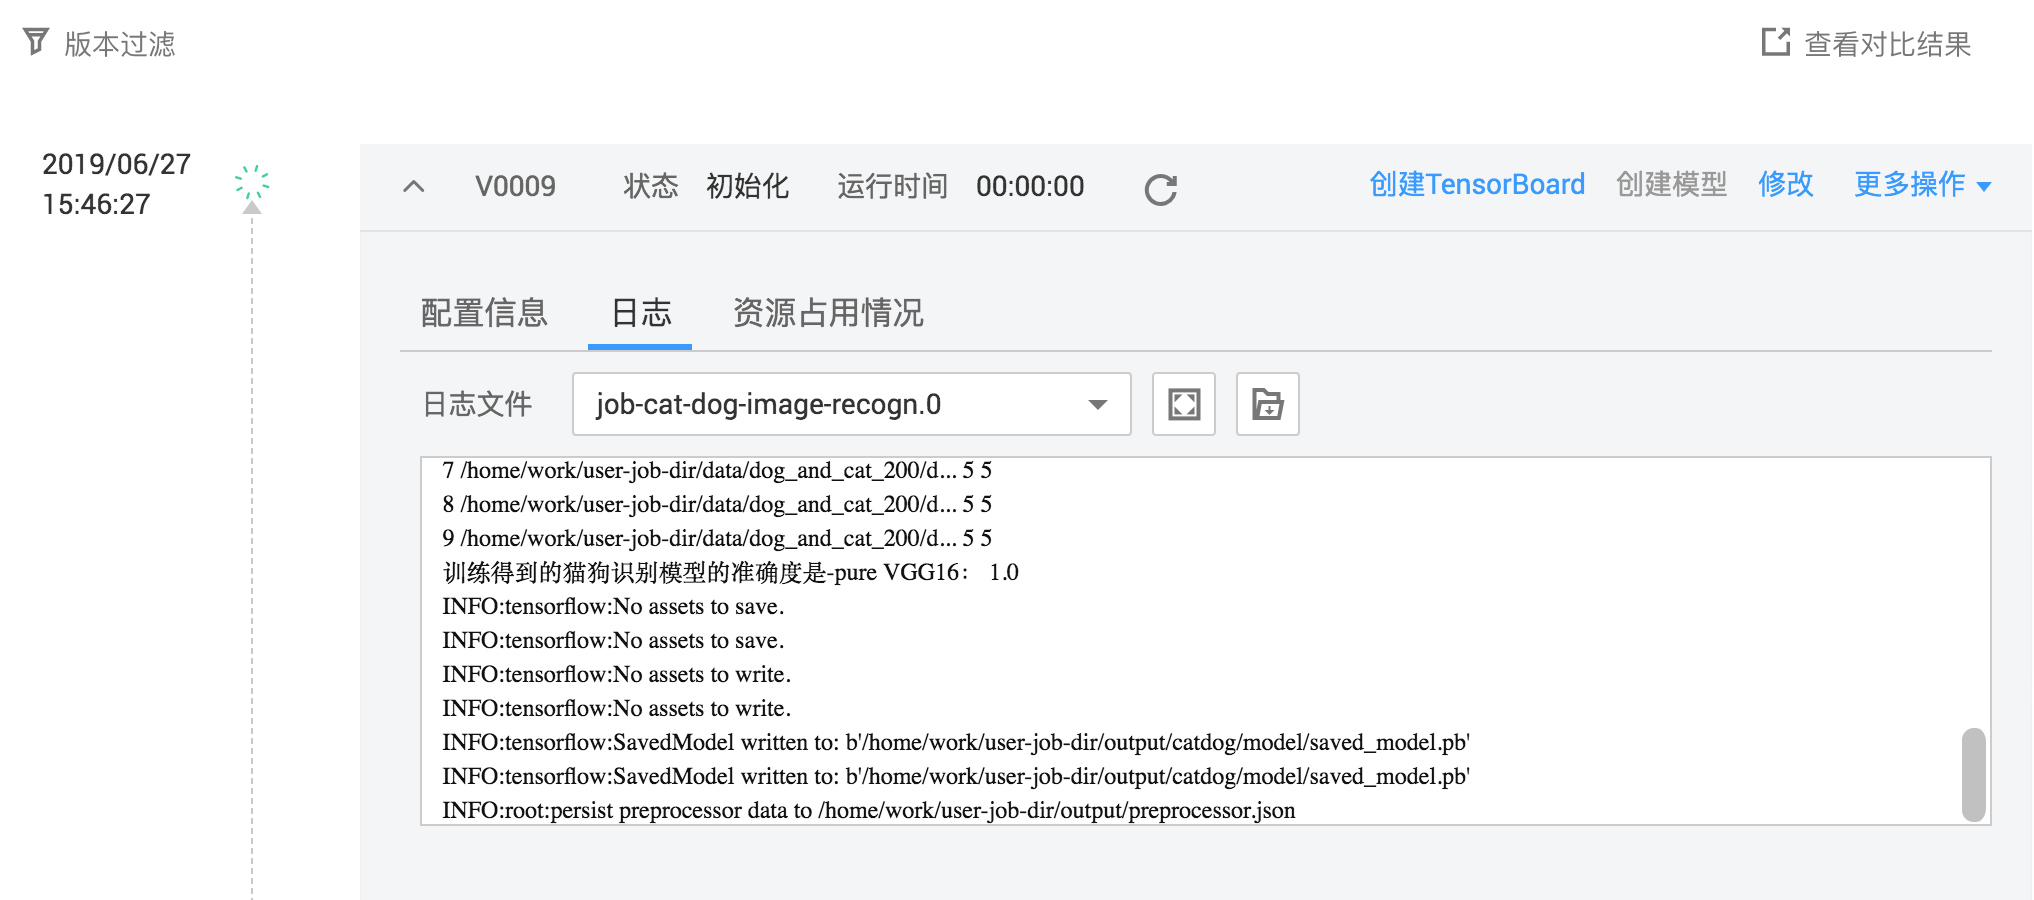 版本过滤
查看对比结果
2019/06/27
15:46:27
V0009 状态 初始化 运行时间 00:00:00 创建TensorBoard 创建模型 修改 更多操作
配置信息 日志 资源占用情况
日志文件 job-cat-dog-image-recogn.0
7 /home/work/user-job-dir/data/dog_and_cat_200/d... 5 5
8 /home/work/user-job-dir/data/dog_and_cat_200/d... 5 5
9 /home/work/user-job-dir/data/dog_and_cat_200/d... 5 5
训练得到的猫狗识别模型的准确度是-pure VGG16： 1.0
INFO:tensorflow:No assets to save.
INFO:tensorflow:No assets to save.
INFO:tensorflow:No assets to write.
INFO:tensorflow:No assets to write.
INFO:tensorflow:SavedModel written to: b'/home/work/user-job-dir/output/catdog/model/saved_model.pb'
INFO:tensorflow:SavedModel written to: b'/home/work/user-job-dir/output/catdog/model/saved_model.pb'
INFO:root:persist preprocessor data to /home/work/user-job-dir/output/preprocessor.json